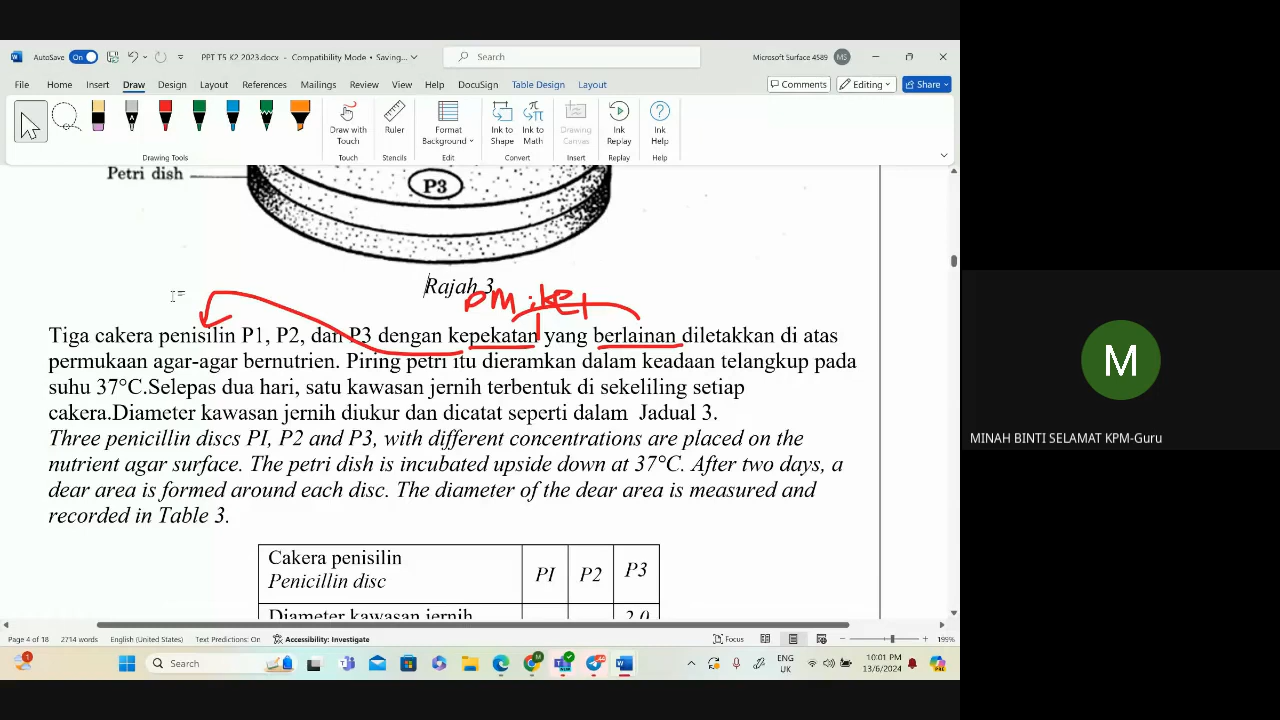 AutoSave On PPT T5 K2 2023.docx - Compatibility Mode • Saving... Search Microsoft Surface 4589 MS
File Home Insert Draw Design Layout References Mailings Review View Help DocuSign Table Design Layout Comments Editing Share
Draw with Touch Ruler Format Background Ink to Shape Ink to Math Drawing Canvas Ink Replay Ink Help
Drawing Tools Touch Stencils Edit Convert Insert Replay Help
Petri dish
P3
Rajah 3
Tiga cakera penisilin P1, P2, dan P3 dengan kepekatan yang berlainan diletakkan di atas
permukaan agar-agar bernutrien. Piring petri itu dieramkan dalam keadaan telangkup pada
suhu 37°C.Selepas dua hari, satu kawasan jernih terbentuk di sekeliling setiap
cakera.Diameter kawasan jernih diukur dan dicatat seperti dalam Jadual 3.
Three penicillin discs PI, P2 and P3, with different concentrations are placed on the
nutrient agar surface. The petri dish is incubated upside down at 37°C. After two days, a
dear area is formed around each disc. The diameter of the dear area is measured and
recorded in Table 3.
Cakera penisilin
Penicillin disc
PI P2 P3
Diameter kawasan jernih 2.0
Page 4 of 18 2714 words English (United States) Text Predictions: On Accessibility: Investigate Focus 199%
Search ENG UK 10:01 PM 13/6/2024
M
MINAH BINTI SELAMAT KPM-Guru